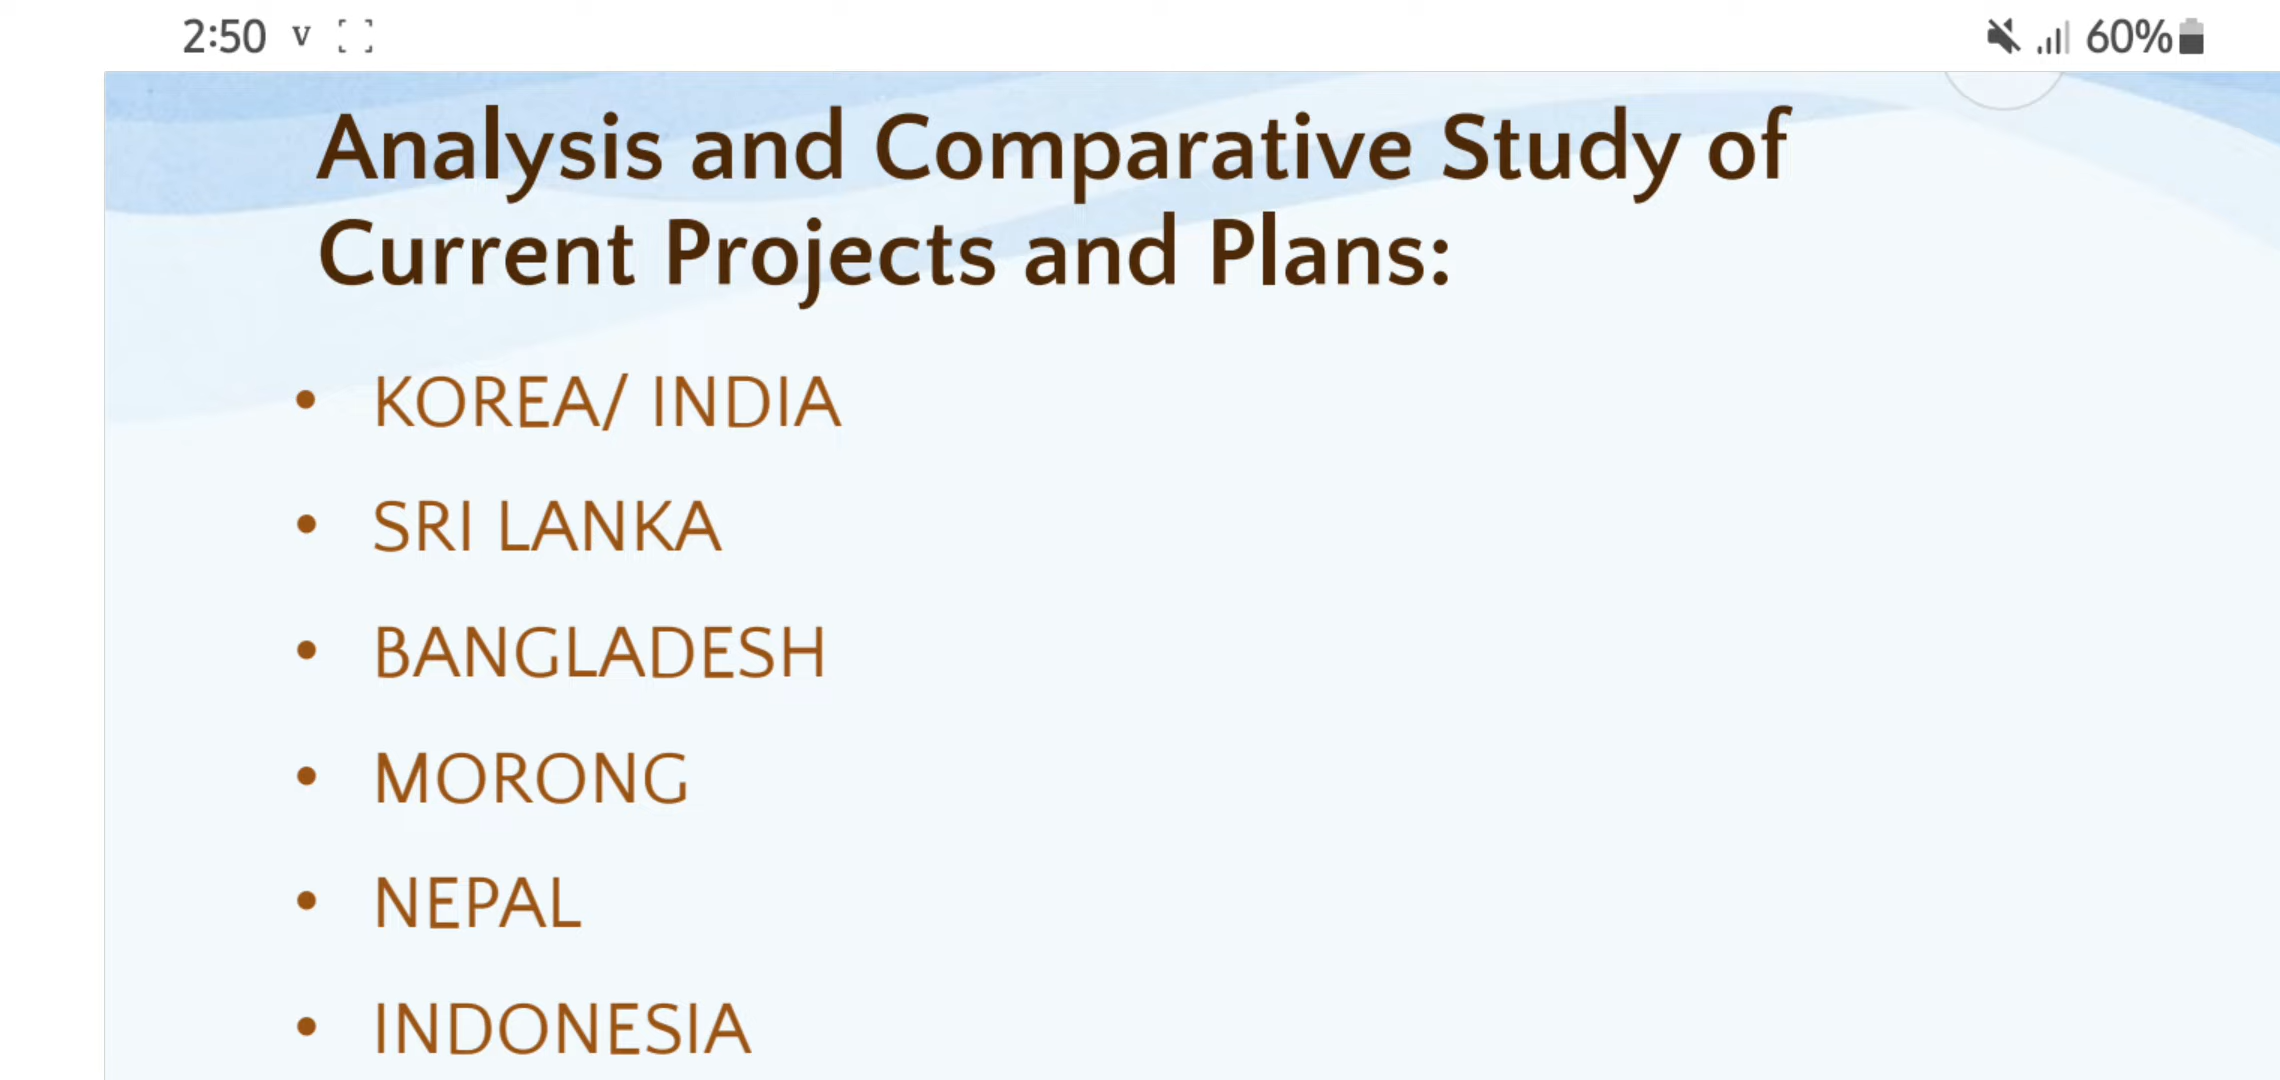 2:50 v
60%
Analysis and Comparative Study of
Current Projects and Plans:
• KOREA/ INDIA
• SRI LANKA
• BANGLADESH
• MORONG
• NEPAL
• INDONESIA